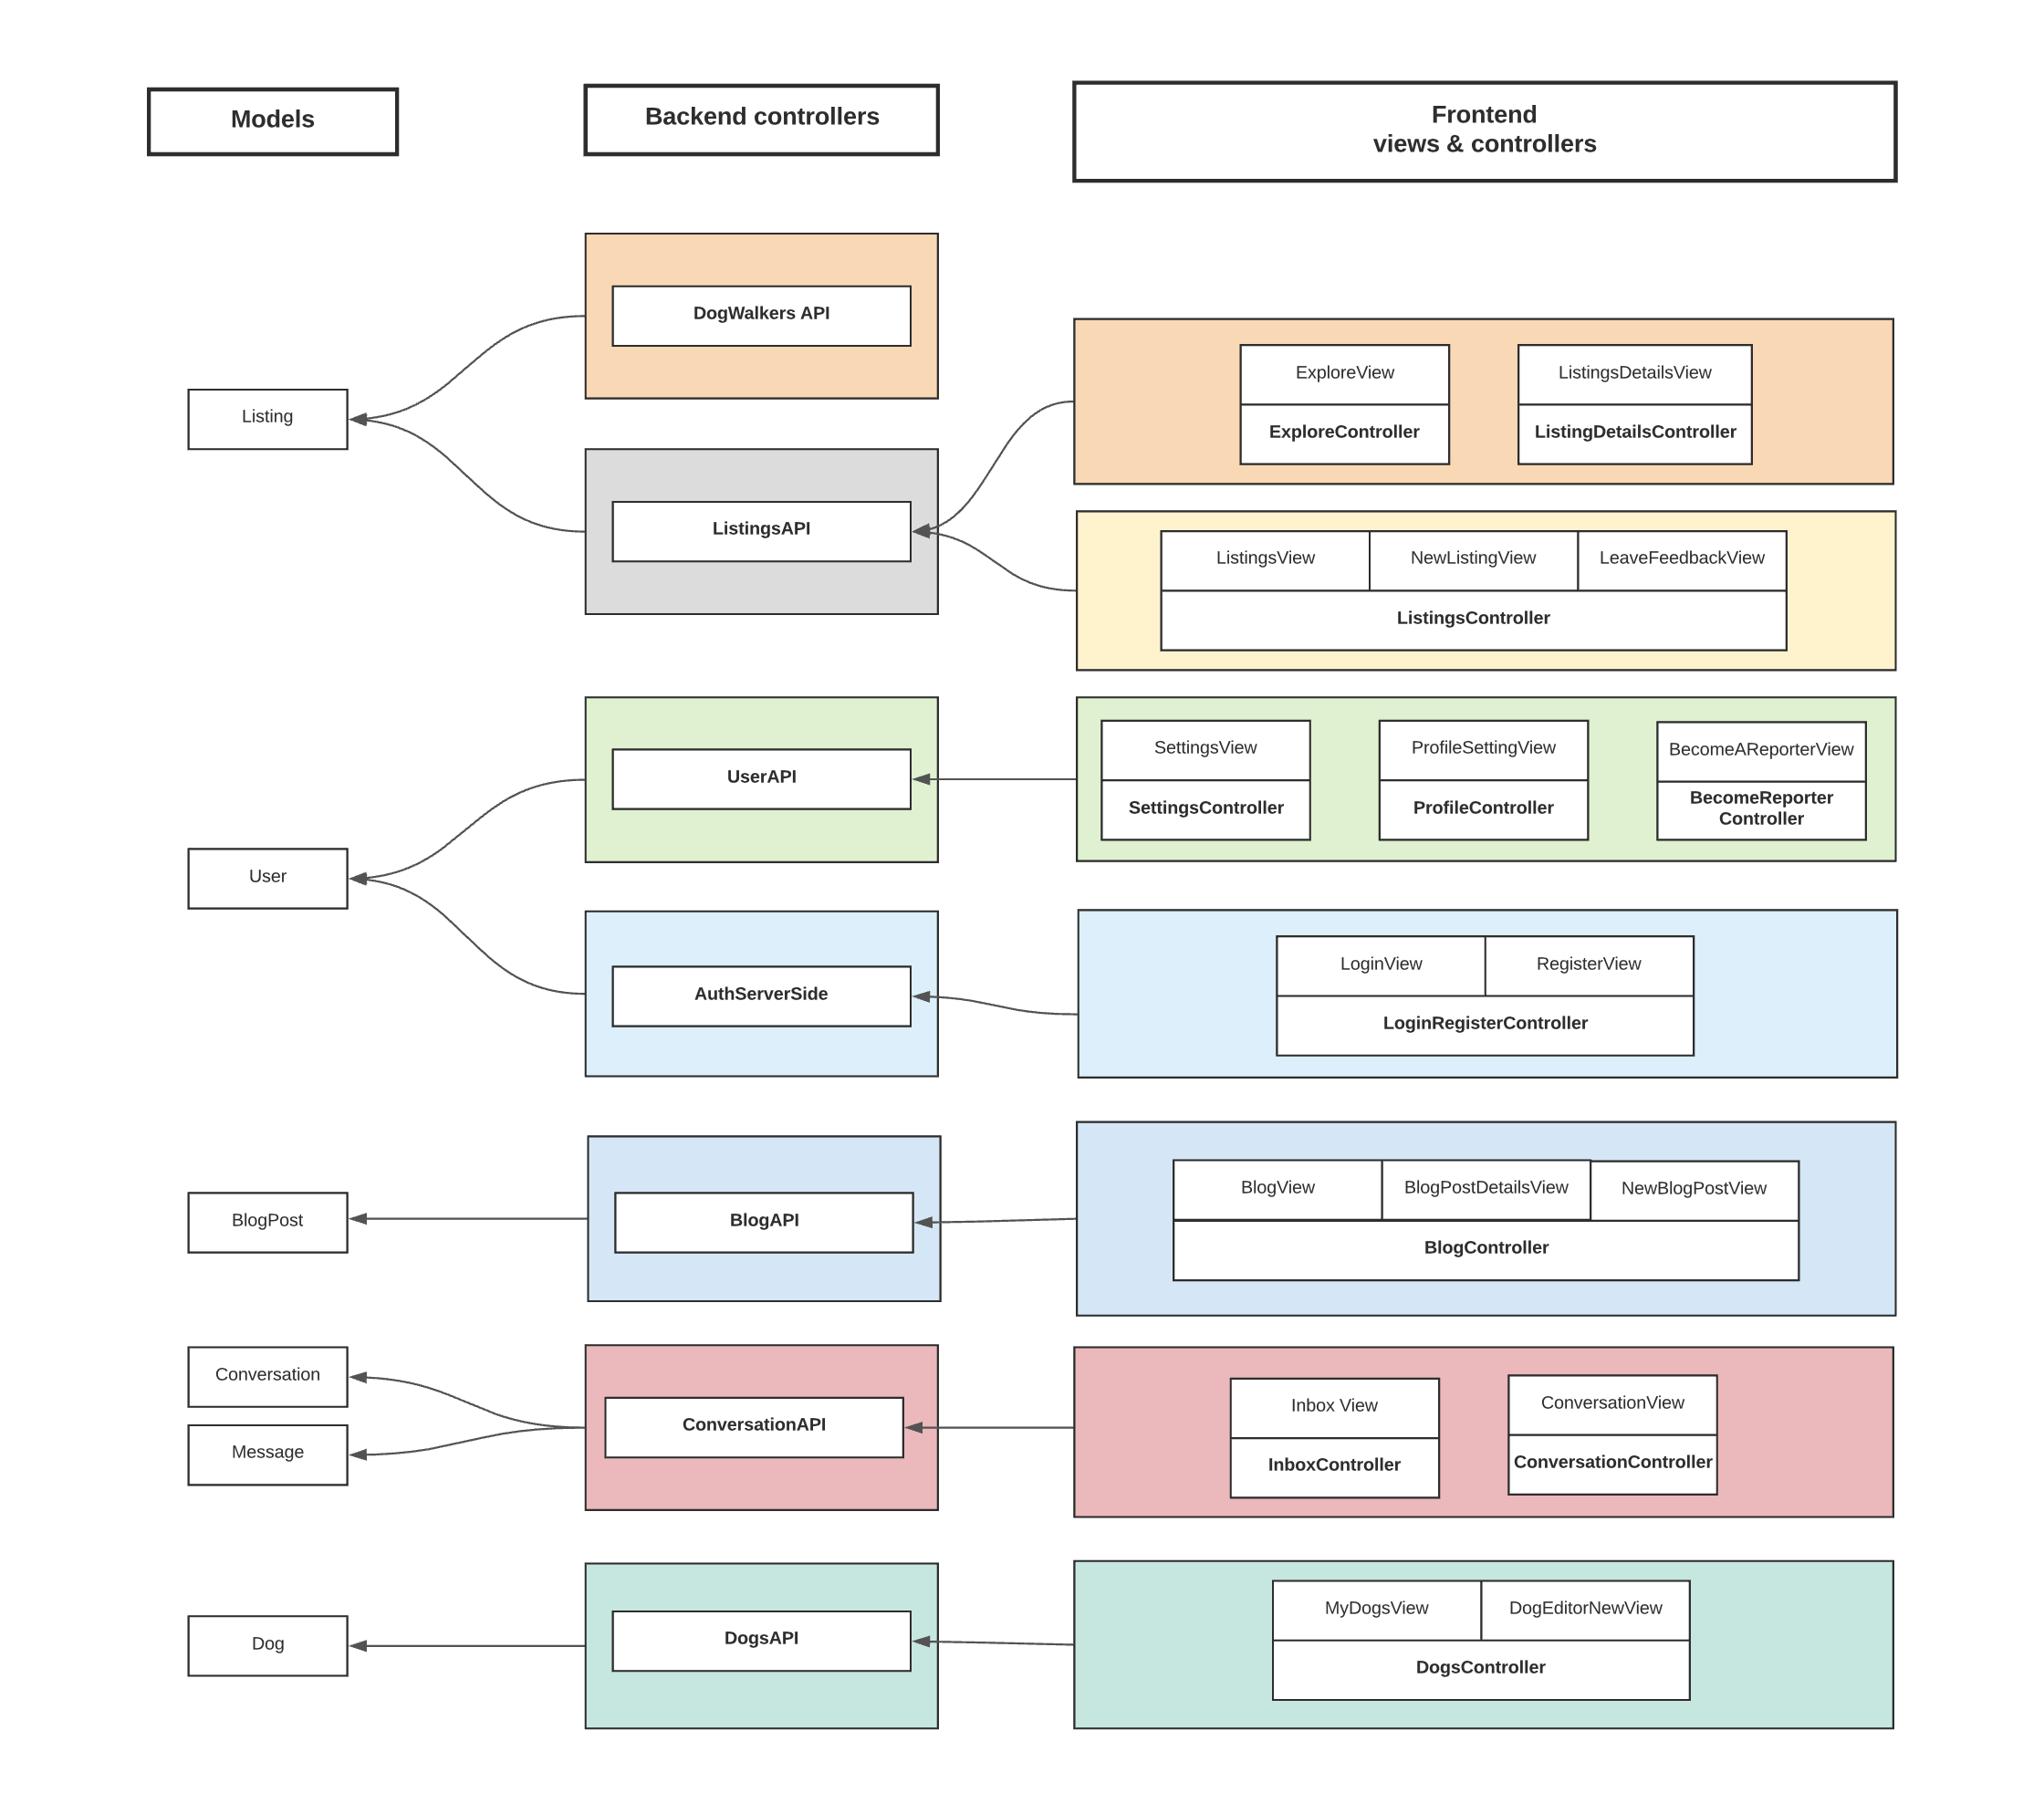 Models
Backend controllers
Frontend
views & controllers
DogWalkers API
ExploreView
ListingsDetailsView
ExploreController
ListingDetailsController
Listing
ListingsAPI
ListingsView
NewListingView
LeaveFeedbackView
ListingsController
UserAPI
SettingsView
ProfileSettingView
BecomeAReporterView
SettingsController
ProfileController
BecomeReporter
Controller
User
AuthServerSide
LoginView
RegisterView
LoginRegisterController
BlogPost
BlogAPI
BlogView
BlogPostDetailsView
NewBlogPostView
BlogController
Conversation
Message
ConversationAPI
Inbox View
ConversationView
InboxController
ConversationController
Dog
DogsAPI
MyDogsView
DogEditorNewView
DogsController